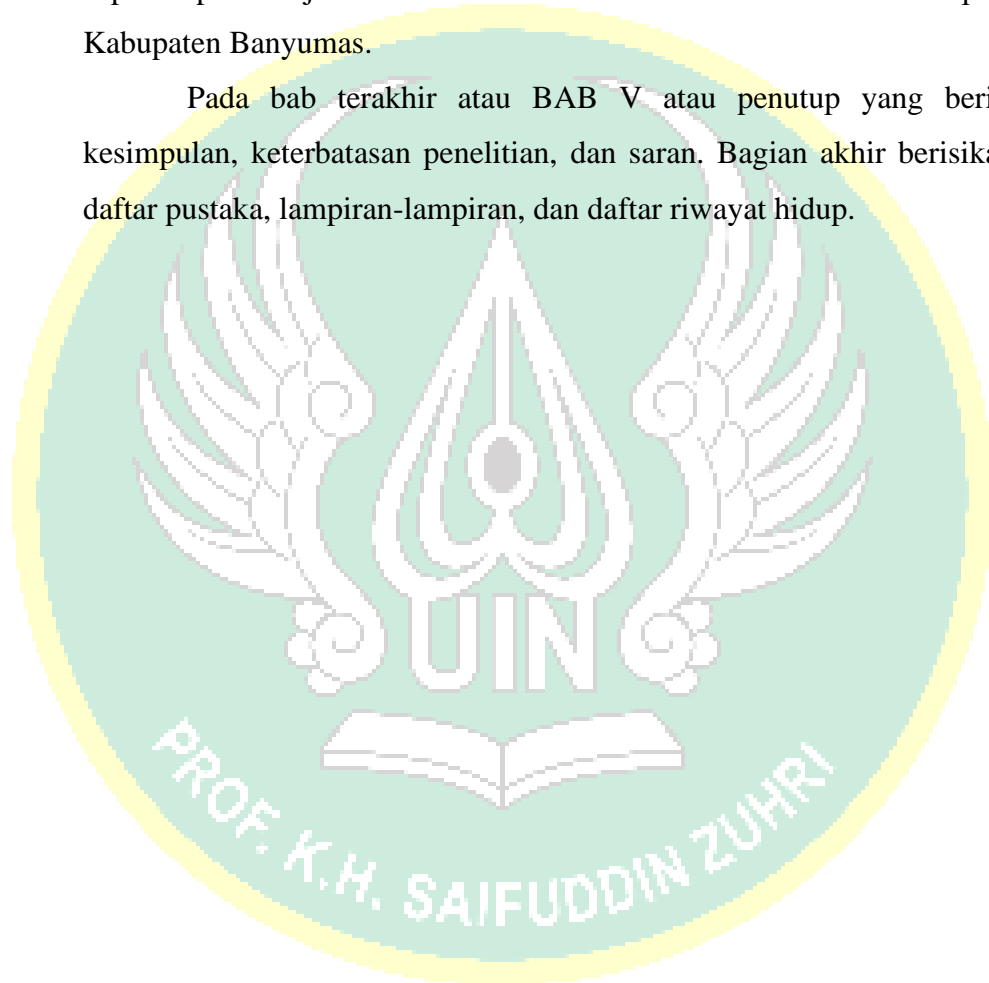 Kabupaten Banyumas.
Pada bab terakhir atau BAB V atau penutup yang beri
kesimpulan, keterbatasan penelitian, dan saran. Bagian akhir berisika
daftar pustaka, lampiran-lampiran, dan daftar riwayat hidup.
UIN
PROF. K.H. SAIFUDDIN ZUHRI